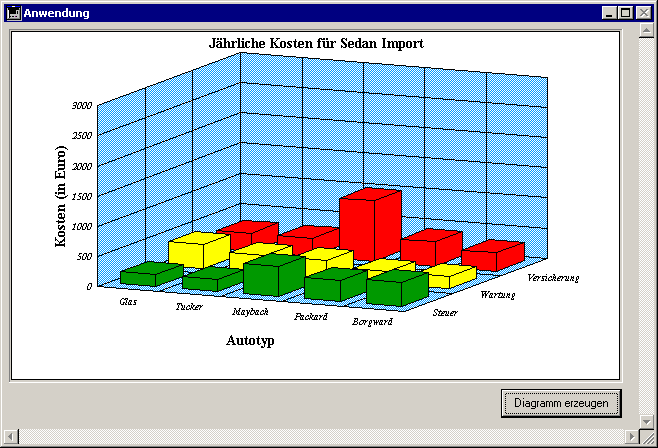 Anwendung
Jährliche Kosten für Sedan Import
Kosten (in Euro)
3000
2500
2000
1500
1000
500
0
Glas
Tucker
Maybach
Packard
Borgward
Steuer
Wartung
Versicherung
Autotyp
Diagramm erzeugen